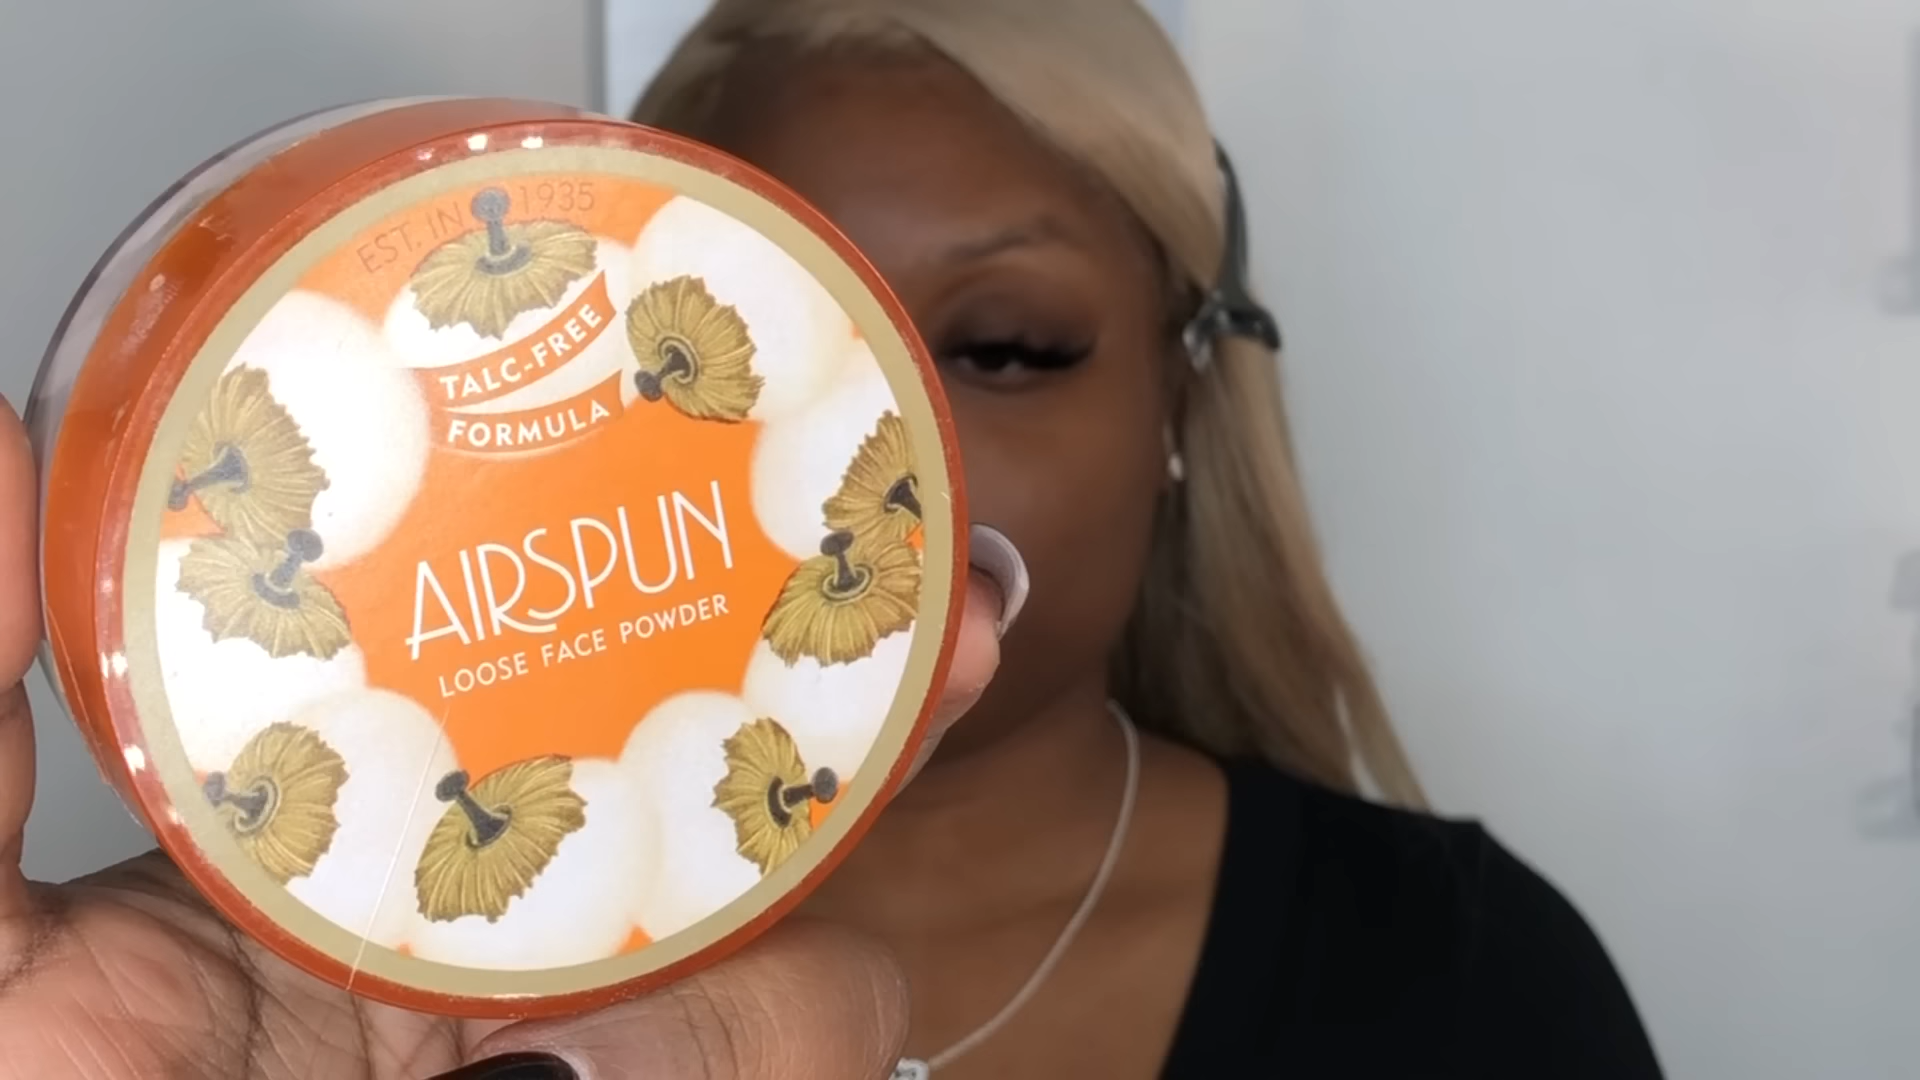 EST. IN 1935
TALC-FREE
FORMULA
AIRSPUN
LOOSE FACE POWDER